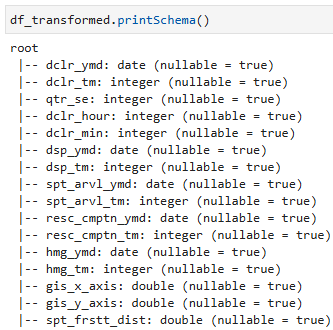 df_transformed.printSchema()
root
 |-- dclr_ymd: date (nullable = true)
 |-- dclr_tm: integer (nullable = true)
 |-- qtr_se: integer (nullable = true)
 |-- dclr_hour: integer (nullable = true)
 |-- dclr_min: integer (nullable = true)
 |-- dsp_ymd: date (nullable = true)
 |-- dsp_tm: integer (nullable = true)
 |-- spt_arvl_ymd: date (nullable = true)
 |-- spt_arvl_tm: integer (nullable = true)
 |-- resc_cmptn_ymd: date (nullable = true)
 |-- resc_cmptn_tm: integer (nullable = true)
 |-- hmg_ymd: date (nullable = true)
 |-- hmg_tm: integer (nullable = true)
 |-- gis_x_axis: double (nullable = true)
 |-- gis_y_axis: double (nullable = true)
 |-- spt_frstt_dist: double (nullable = true)